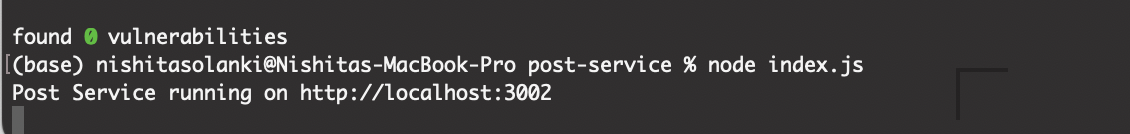 found 0 vulnerabilities
[(base) nishitasolanki@Nishitas-MacBook-Pro post-service % node index.js
Post Service running on http://localhost:3002